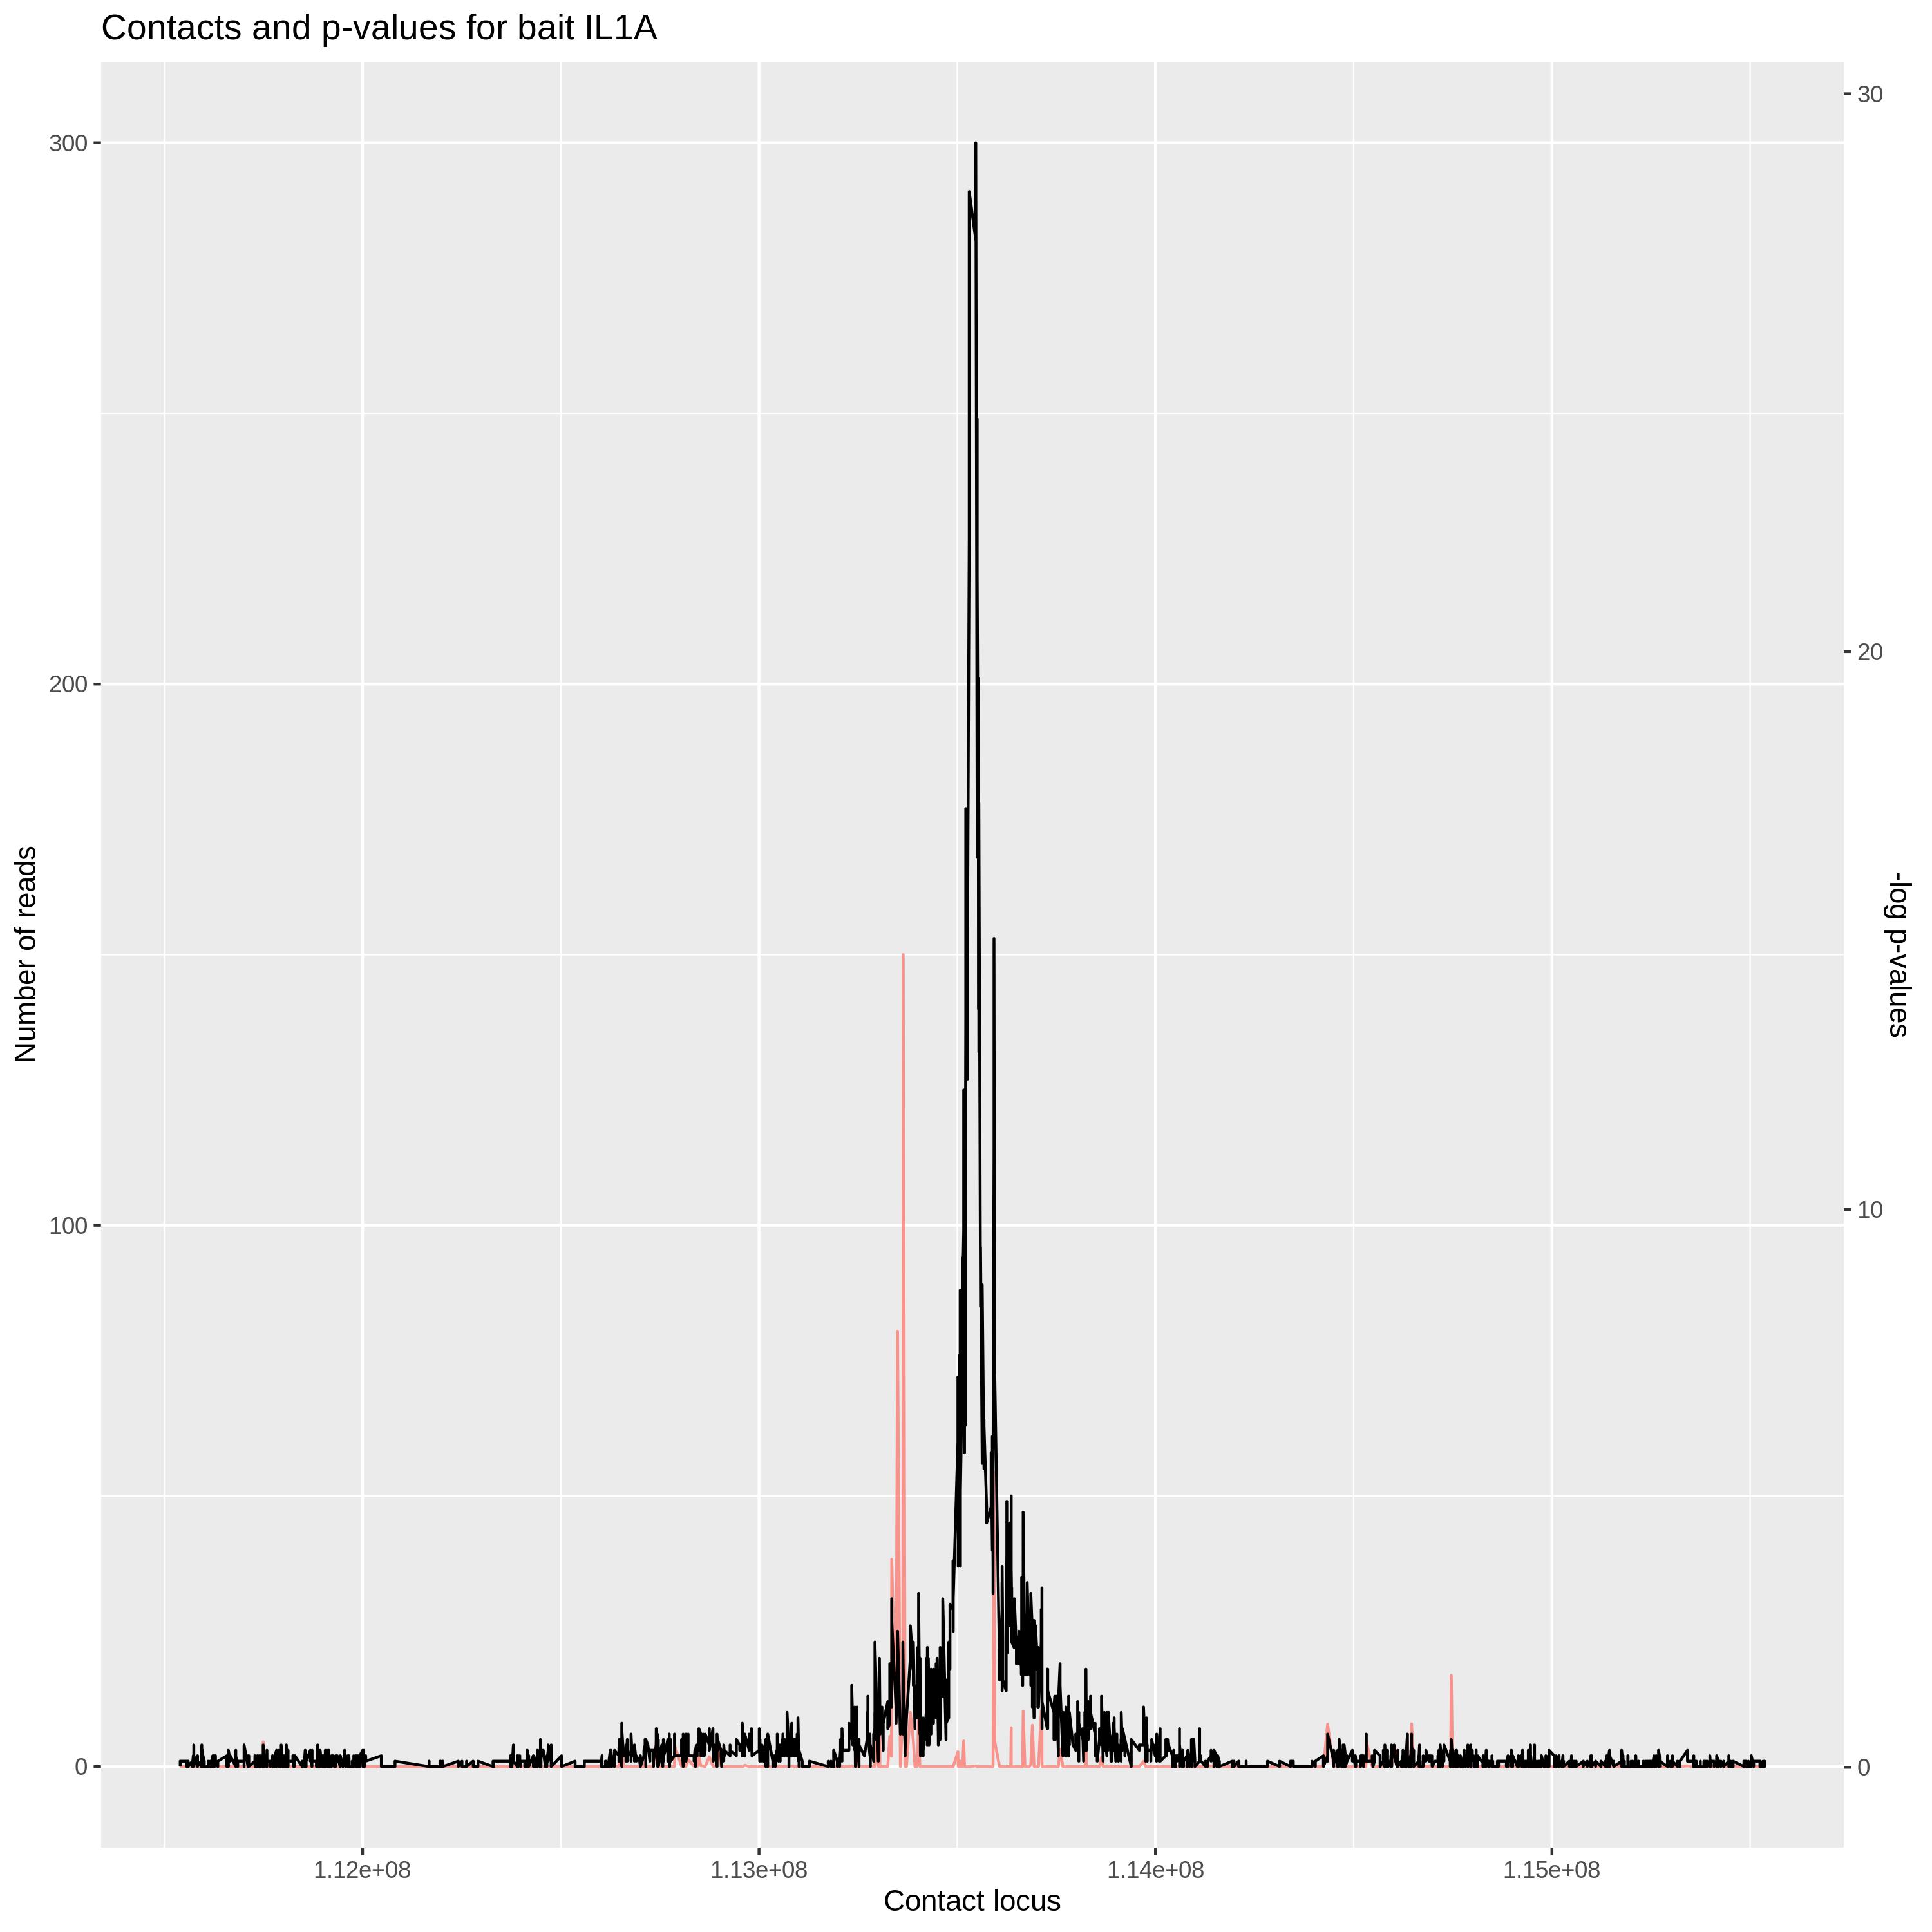 Contacts and p-values for bait IL1A
300
200
100
0
30
20
10
0
Number of reads
-log p-values
1.12e+08 1.13e+08 1.14e+08 1.15e+08
Contact locus